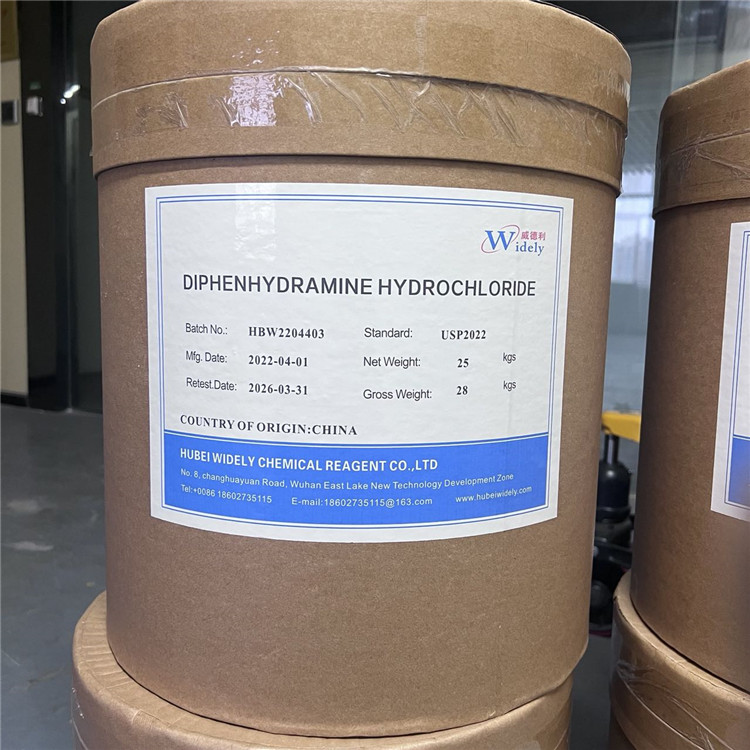 威德利
Widely
DIPHENHYDRAMINE HYDROCHLORIDE
Batch No.: HBW2204403 Standard: USP2022
Mfg. Date: 2022-04-01 Net Weight: 25 kgs
Retest.Date: 2026-03-31 Gross Weight: 28 kgs
COUNTRY OF ORIGIN:CHINA
HUBEI WIDELY CHEMICAL REAGENT CO.,LTD
No. 8, changhuayuan Road, Wuhan East Lake New Technology Development Zone
Tel:+0086 18602735115 E-mail:18602735115@163.com www.hubeiwidely.com